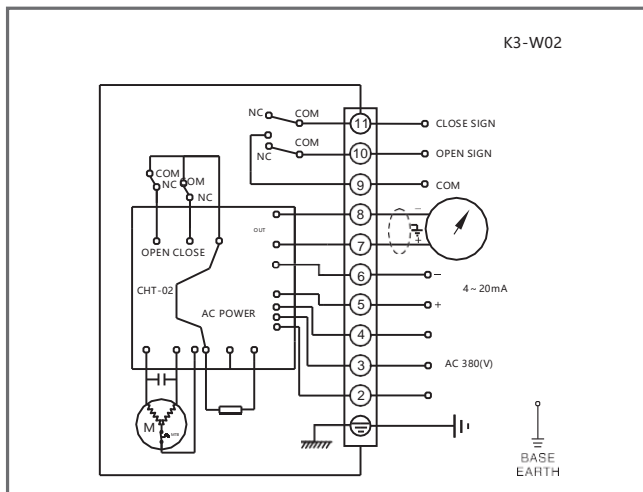 K3-W02
NC
COM
11
CLOSE SIGN
COM
NC
10
OPEN SIGN
9
COM
COM
NC
COM
NC
8
−
OUT
7
+
OPEN CLOSE
6
−
4~20mA
CHT-02
5
+
AC POWER
4
3
AC 380(V)
2
M
BASE
EARTH